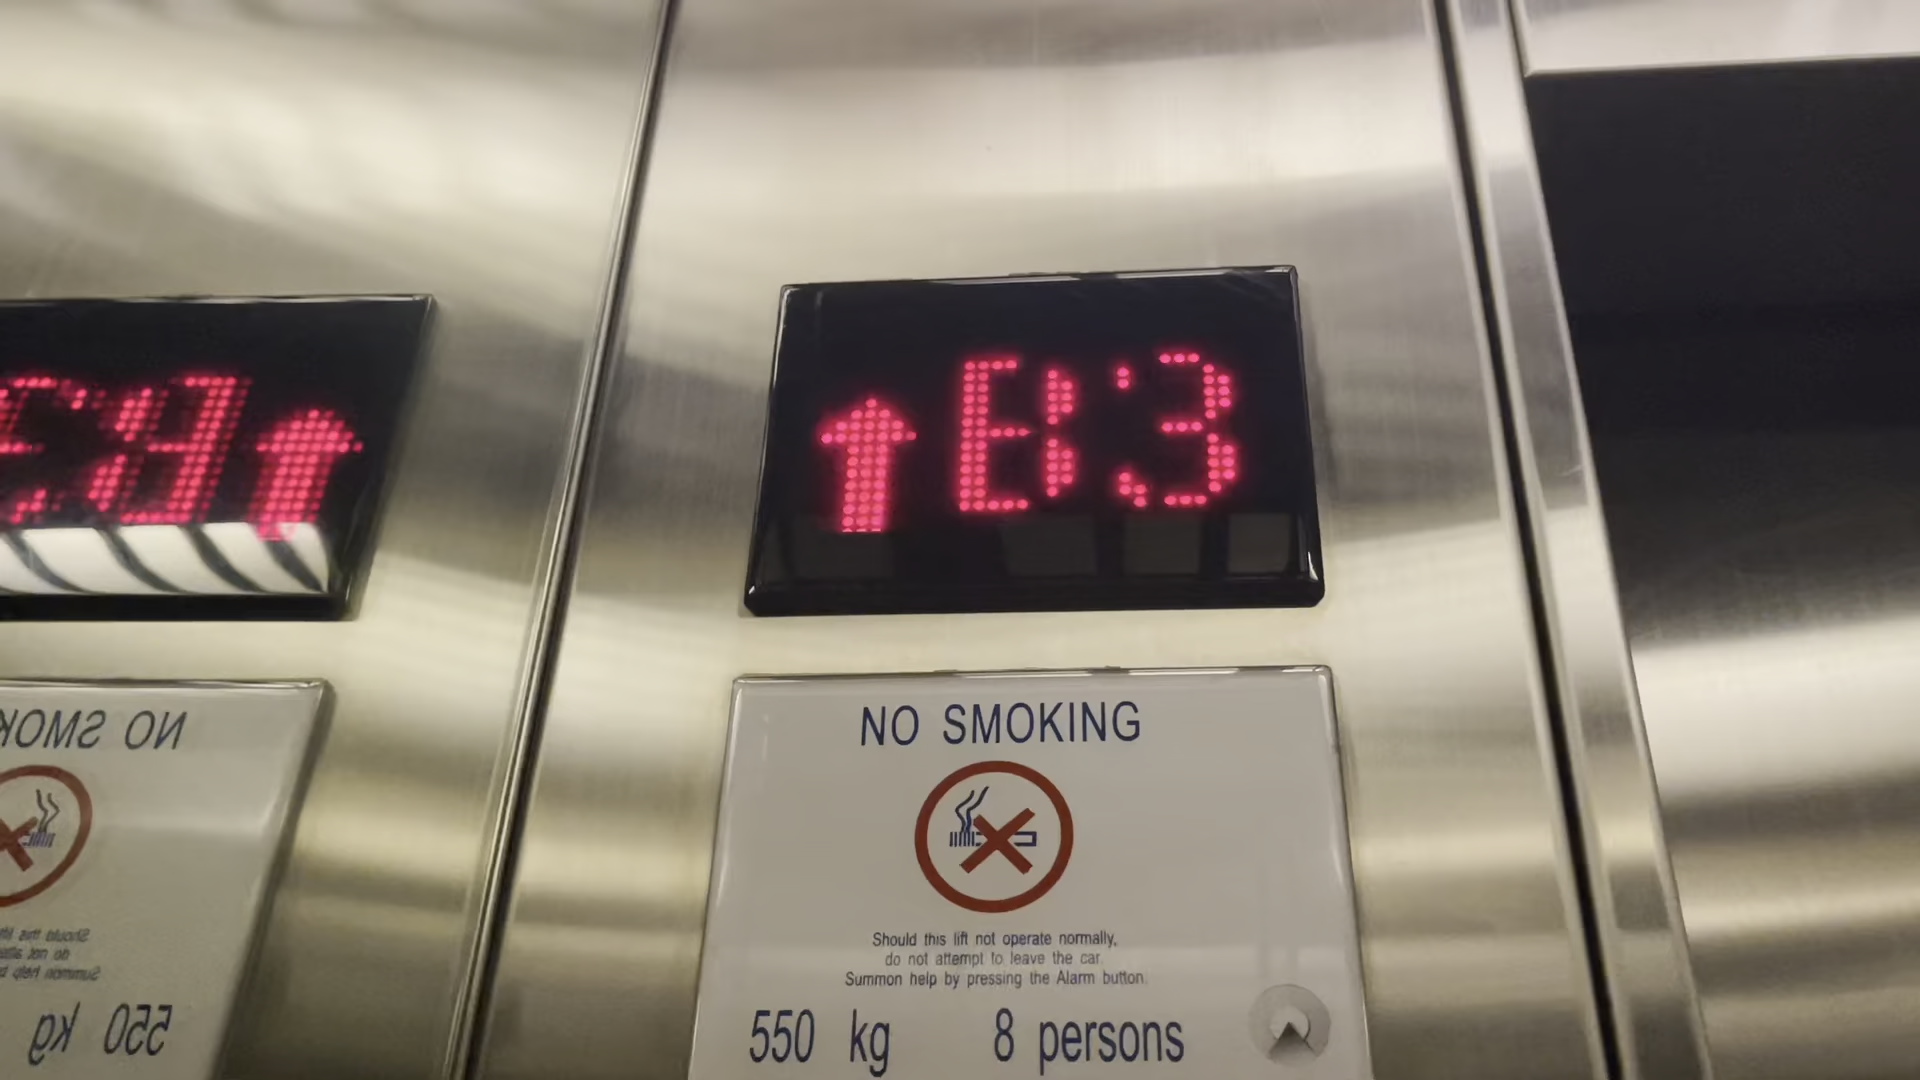 B3
NO SMOKING
Should this lift not operate normally,
do not attempt to leave the car.
Summon help by pressing the Alarm button.
550 kg 8 persons